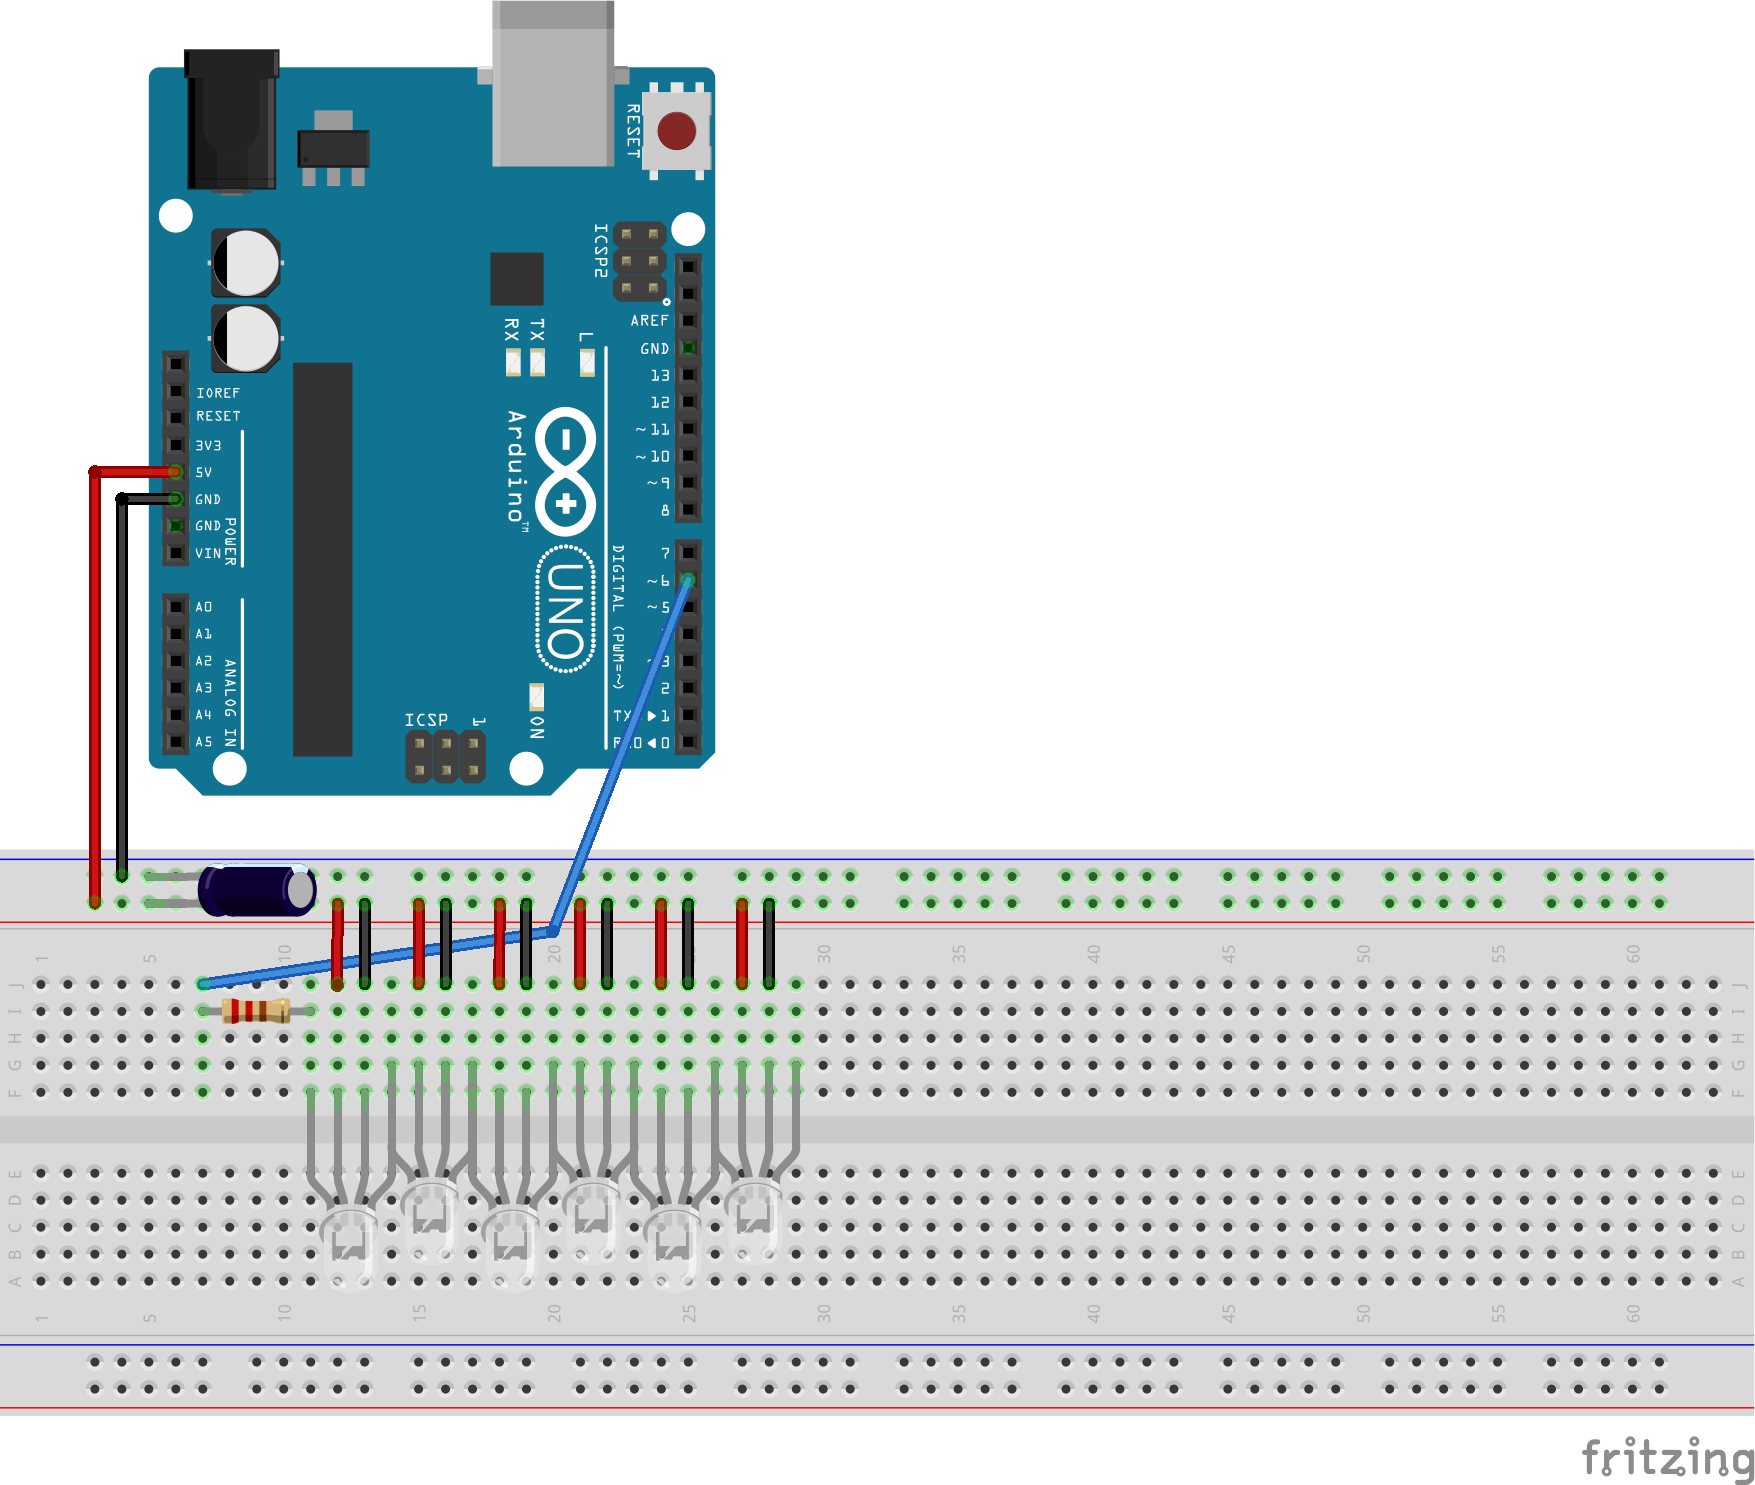 RESET
ICSP2
RX
TX
L
AREF
GND
13
12
~11
~10
~9
8
IOREF
RESET
3V3
5V
GND
GND
VIN
POWER
Arduino™
UNO
DIGITAL (PWM=~)
7
~6
~5
~3
2
TX▶1
◀0
A0
A1
A2
A3
A4
A5
ANALOG IN
ICSP
1
ON
1 5 10 20 30 35 40 45 50 55 60
J J
I I
H H
G G
F F
E E
D D
C C
B B
A A
1 5 10 15 20 25 30 35 40 45 50 55 60
fritzing